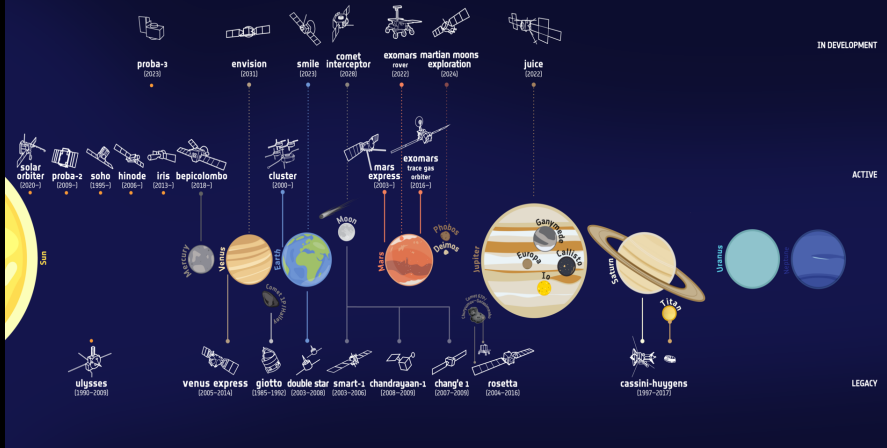 IN DEVELOPMENT
proba-3
(2023)
envision
(2031)
smile
(2023)
comet
interceptor
(2028)
exomars
rover
(2022)
martian moons
exploration
(2024)
juice
(2022)
ACTIVE
solar
orbiter
(2020-)
proba-2
(2009-)
soho
(1995-)
hinode
(2006-)
iris
(2013-)
bepicolombo
(2018-)
cluster
(2000-)
mars
express
(2003-)
exomars
trace gas
orbiter
(2016-)
Sun
Mercury
Venus
Comet 1P/Halley
Earth
Moon
Mars
Phobos
Deimos
Jupiter
Ganymede
Europa
Callisto
Io
Saturn
Titan
Uranus
Neptune
LEGACY
ulysses
(1990-2009)
venus express
(2005-2014)
giotto
(1985-1992)
double star
(2003-2008)
smart-1
(2003-2006)
chandrayaan-1
(2008-2009)
chang'e 1
(2007-2009)
rosetta
(2004-2016)
cassini-huygens
(1997-2017)